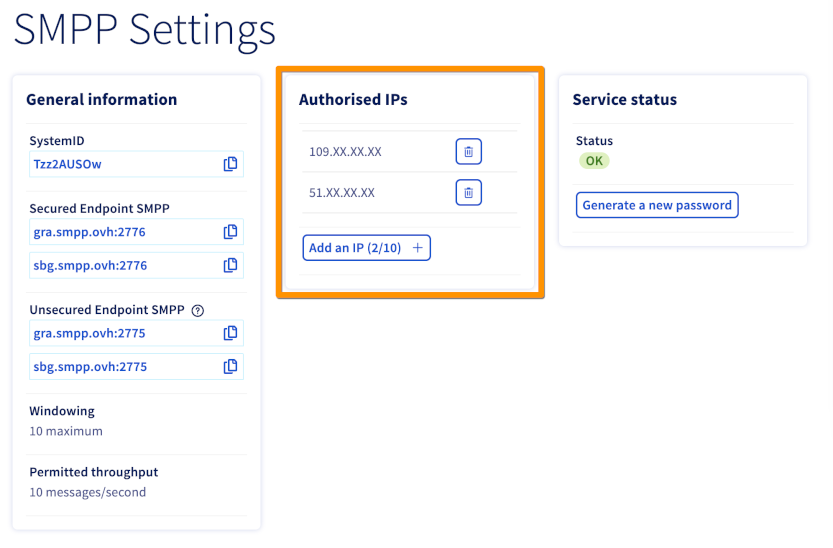 SMPP Settings
General information
SystemID
Tzz2AUSOw
Secured Endpoint SMPP
gra.smpp.ovh:2776
sbg.smpp.ovh:2776
Unsecured Endpoint SMPP ?
gra.smpp.ovh:2775
sbg.smpp.ovh:2775
Windowing
10 maximum
Permitted throughput
10 messages/second
Authorised IPs
109.XX.XX.XX
51.XX.XX.XX
Add an IP (2/10) +
Service status
Status
OK
Generate a new password